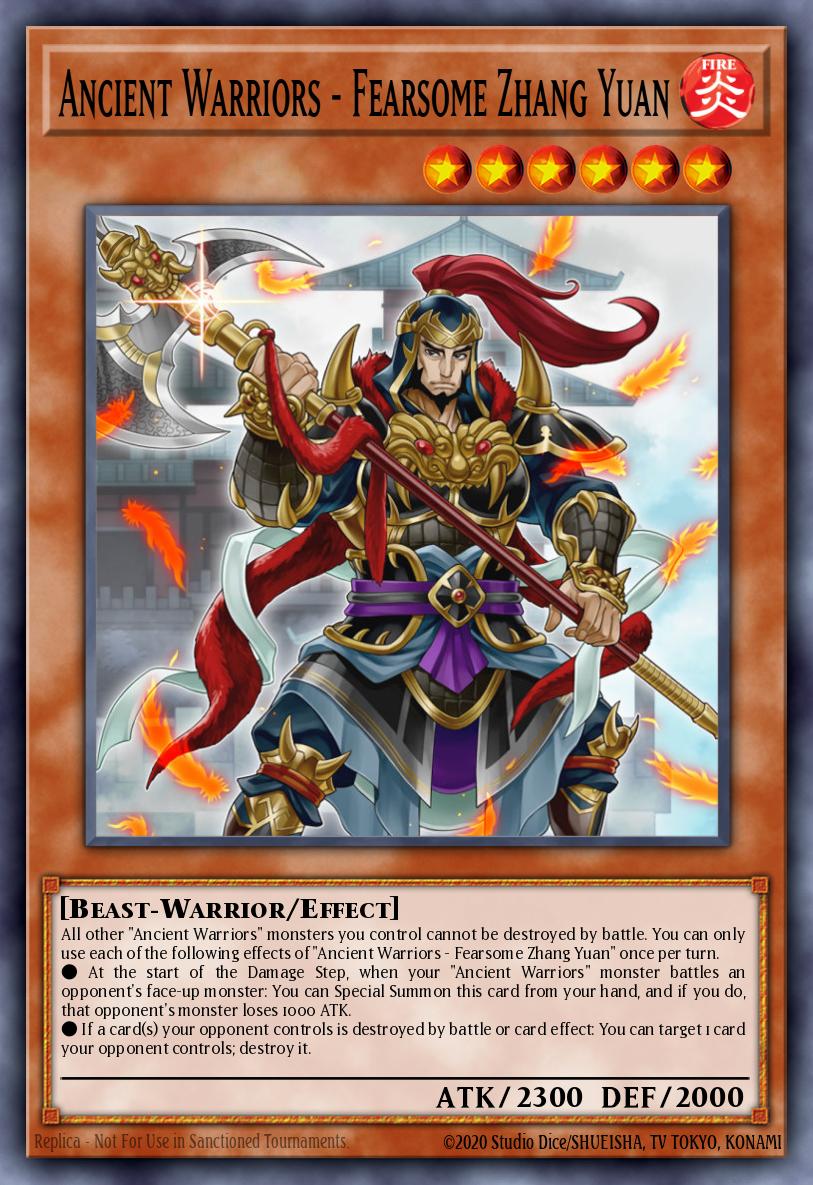 Ancient Warriors - Fearsome Zhang Yuan
FIRE
炎
[Beast-Warrior/Effect]
All other "Ancient Warriors" monsters you control cannot be destroyed by battle. You can only
use each of the following effects of "Ancient Warriors - Fearsome Zhang Yuan" once per turn.
● At the start of the Damage Step, when your "Ancient Warriors" monster battles an
opponent's face-up monster: You can Special Summon this card from your hand, and if you do,
that opponent's monster loses 1000 ATK.
● If a card(s) your opponent controls is destroyed by battle or card effect: You can target 1 card
your opponent controls; destroy it.
ATK/2300 DEF/2000
Replica - Not For Use in Sanctioned Tournaments.
©2020 Studio Dice/SHUEISHA, TV TOKYO, KONAMI